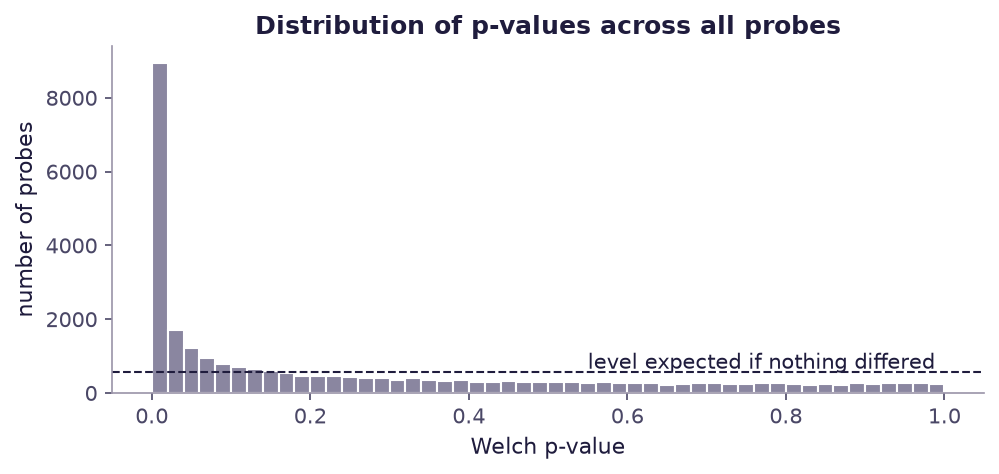 Distribution of p-values across all probes
number of probes
8000
6000
4000
2000
0
level expected if nothing differed
0.0 0.2 0.4 0.6 0.8 1.0
Welch p-value